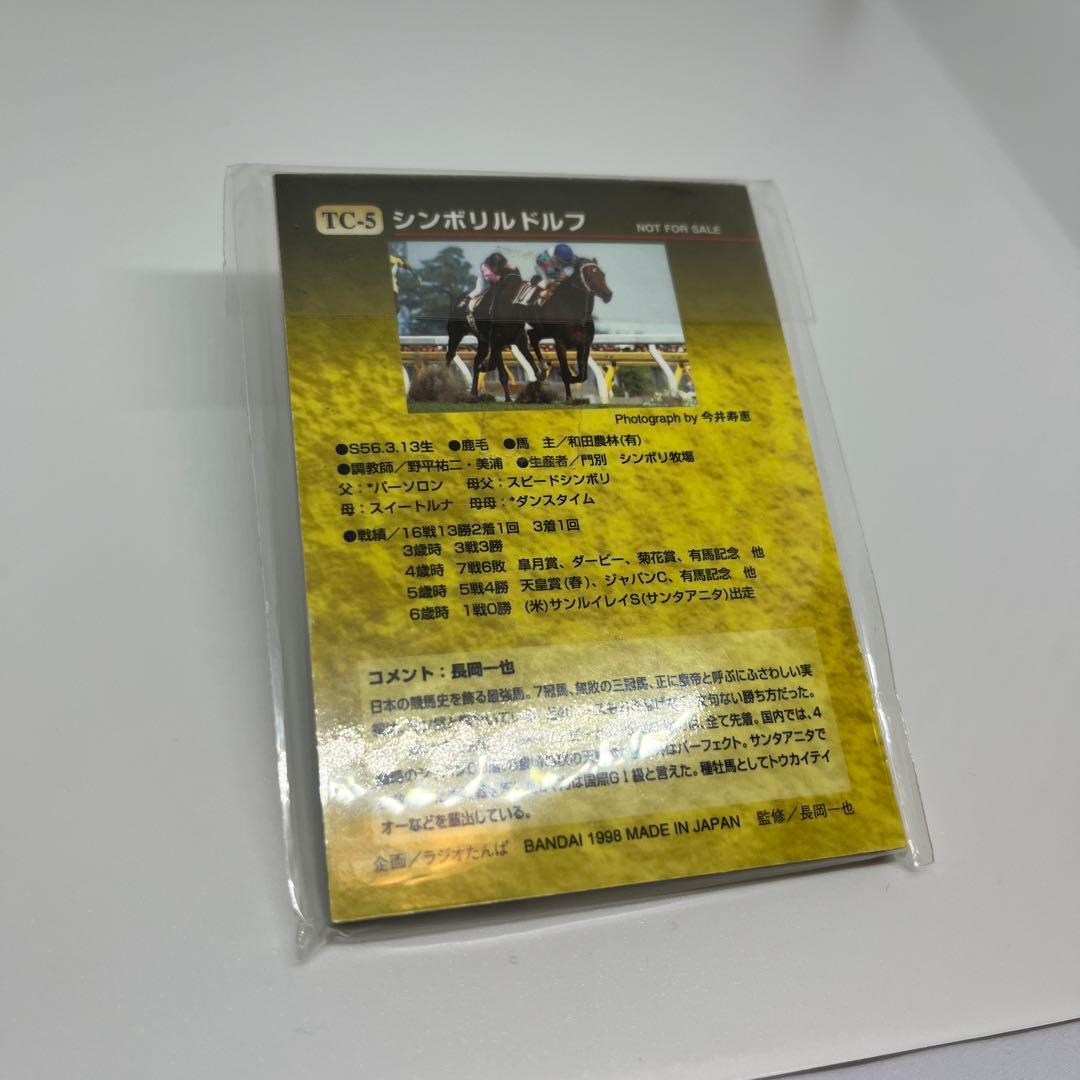 TC-5 シンボリルドルフ NOT FOR SALE
Photograph by 今井寿恵
●S56.3.13生 ●鹿毛 ●馬 主/和田農林(有)
●調教師/野平祐二・美浦 ●生産者/門別 シンボリ牧場
父:*パーソロン 母父:スピードシンボリ
母:スイートルナ 母母:*ダンスタイム
●戦績/16戦13勝2着1回 3着1回
3歳時 3戦3勝
4歳時 7戦6敗 皐月賞、ダービー、菊花賞、有馬記念 他
5歳時 5戦4勝 天皇賞(春)、ジャパンC、有馬記念 他
6歳時 1戦0勝 (米)サンルイレイS(サンタアニタ)出走
コメント:長岡一也
日本の競馬史を飾る最強馬。7冠馬、無敗の三冠馬、正に皇帝と呼ぶにふさわしい実
文句ない勝ち方だった。
は、全て先着。国内では、4
はパーフェクト。サンタアニタで
は国際GⅠ級と言えた。種牡馬としてトウカイテイ
オーなどを輩出している。
企画/ラジオたんぱ BANDAI 1998 MADE IN JAPAN 監修/長岡一也